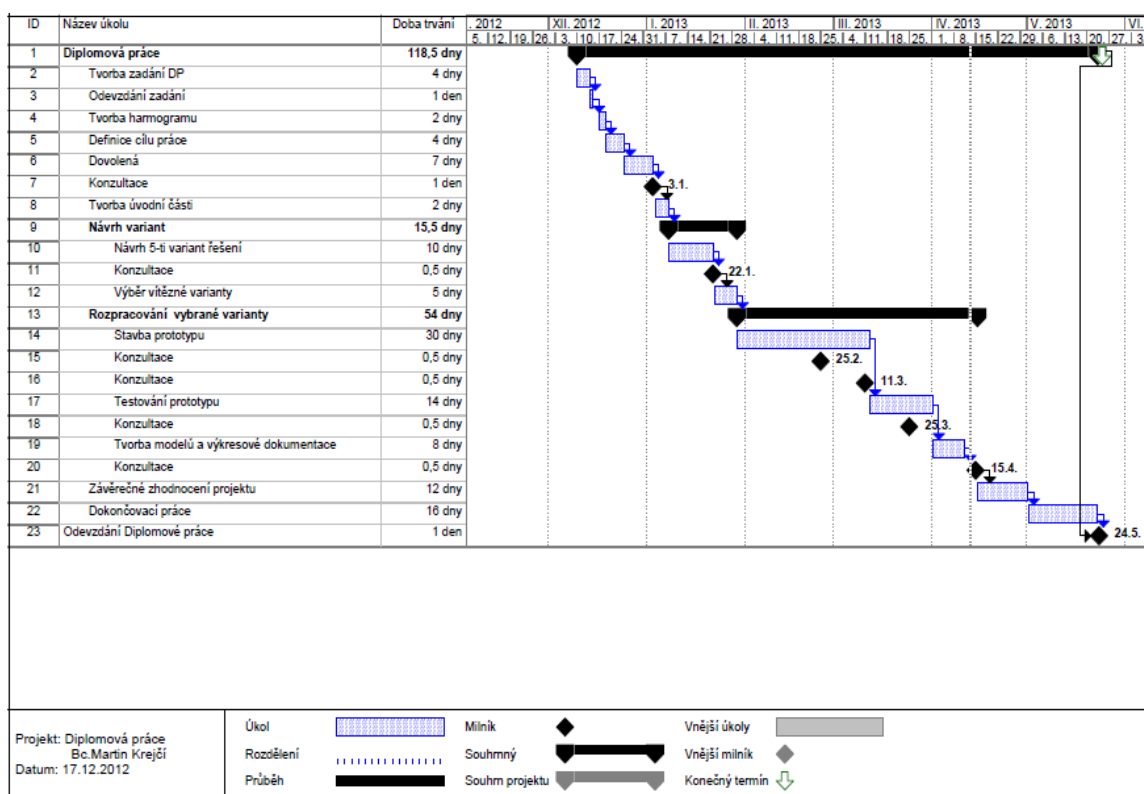 ID Název úkolu Doba trvání . 2012 XII. 2012 I. 2013 II. 2013 III. 2013 IV. 2013 V. 2013 VI.
5. 12. 19. 26. 3. 10. 17. 24. 31. 7. 14. 21. 28. 4. 11. 18. 25. 4. 11. 18. 25. 1. 8. 15. 22. 29. 6. 13. 20. 27. 3.
1 Diplomová práce 118,5 dny
2 Tvorba zadání DP 4 dny
3 Odevzdání zadání 1 den
4 Tvorba harmogramu 2 dny
5 Definice cílu práce 4 dny
6 Dovolená 7 dny
7 Konzultace 1 den 3.1.
8 Tvorba úvodní části 2 dny
9 Návrh variant 15,5 dny
10 Návrh 5-ti variant řešení 10 dny
11 Konzultace 0,5 dny 22.1.
12 Výběr vítězné varianty 5 dny
13 Rozpracování vybrané varianty 54 dny
14 Stavba prototypu 30 dny
15 Konzultace 0,5 dny 25.2.
16 Konzultace 0,5 dny 11.3.
17 Testování prototypu 14 dny
18 Konzultace 0,5 dny 25.3.
19 Tvorba modelů a výkresové dokumentace 8 dny
20 Konzultace 0,5 dny 15.4.
21 Závěrečné zhodnocení projektu 12 dny
22 Dokončovací práce 16 dny
23 Odevzdání Diplomové práce 1 den 24.5.
Projekt: Diplomová práce
Bc.Martin Krejčí
Datum: 17.12.2012
Úkol Milník Vnější úkoly
Rozdělení Souhrnný Vnější milník
Průběh Souhrn projektu Konečný termín